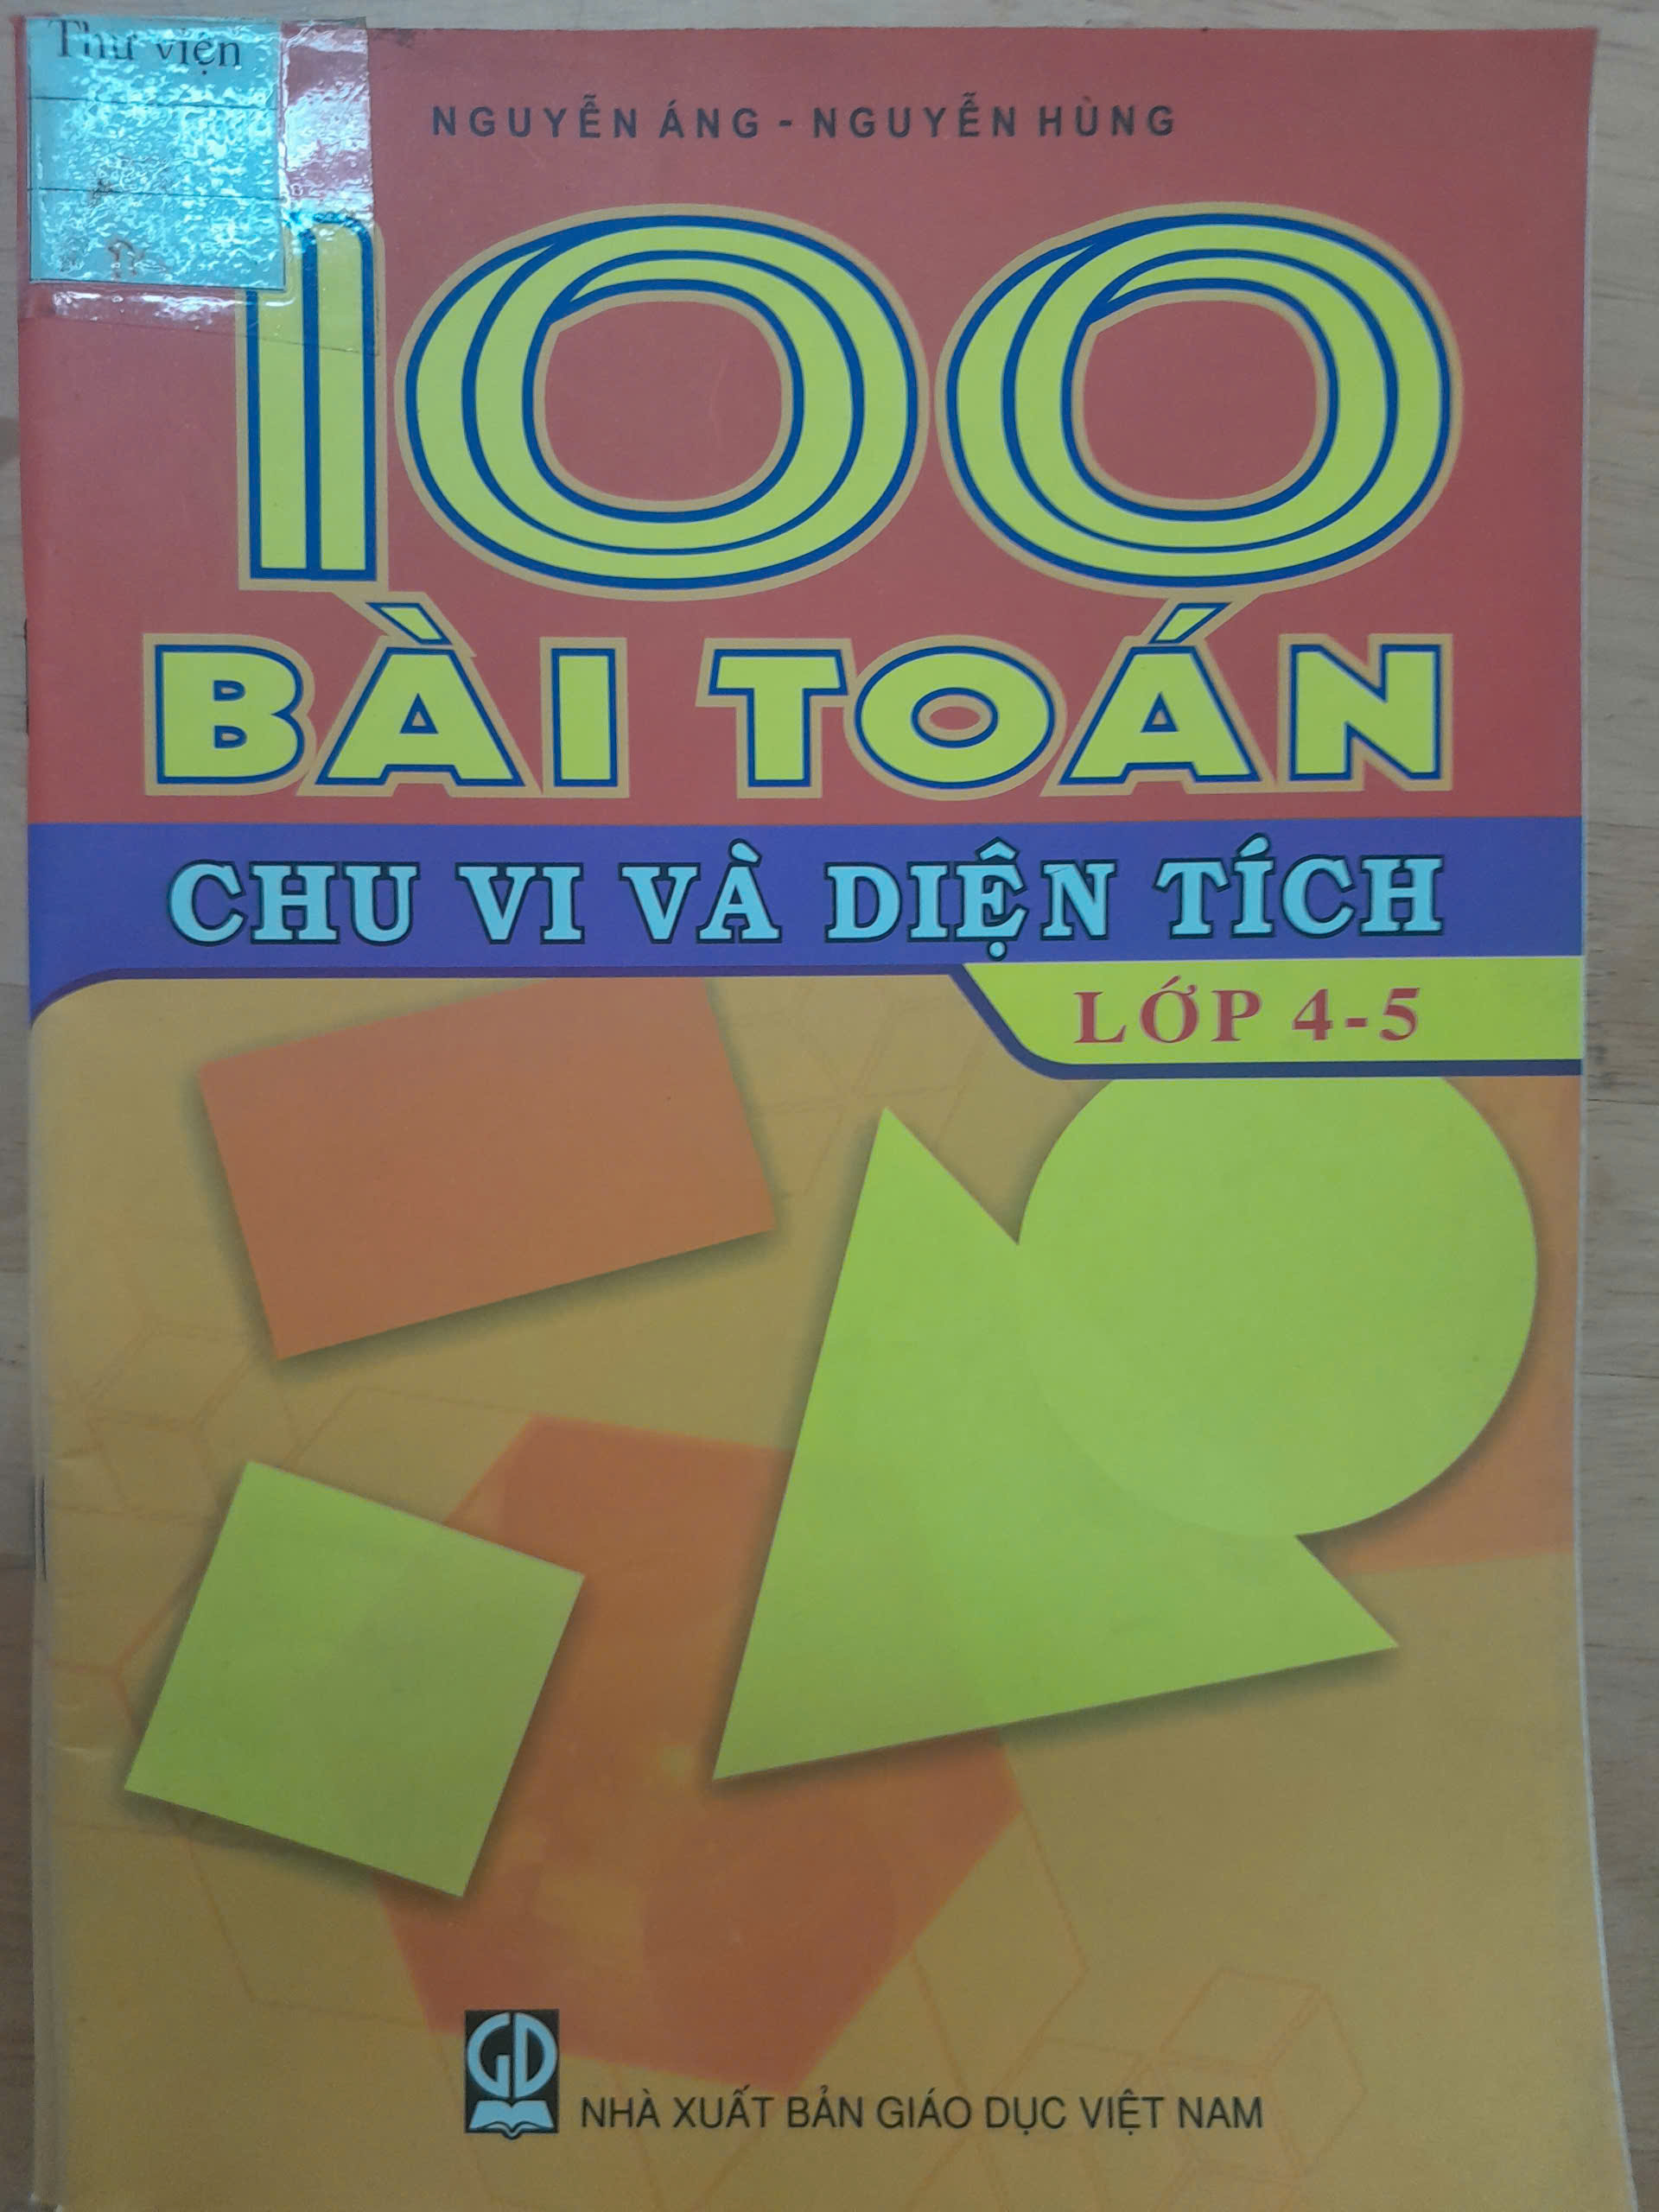 Thư viện
NGUYỄN ÁNG - NGUYỄN HÙNG
100
BÀI TOÁN
CHU VI VÀ DIỆN TÍCH
LỚP 4-5
GD
NHÀ XUẤT BẢN GIÁO DỤC VIỆT NAM